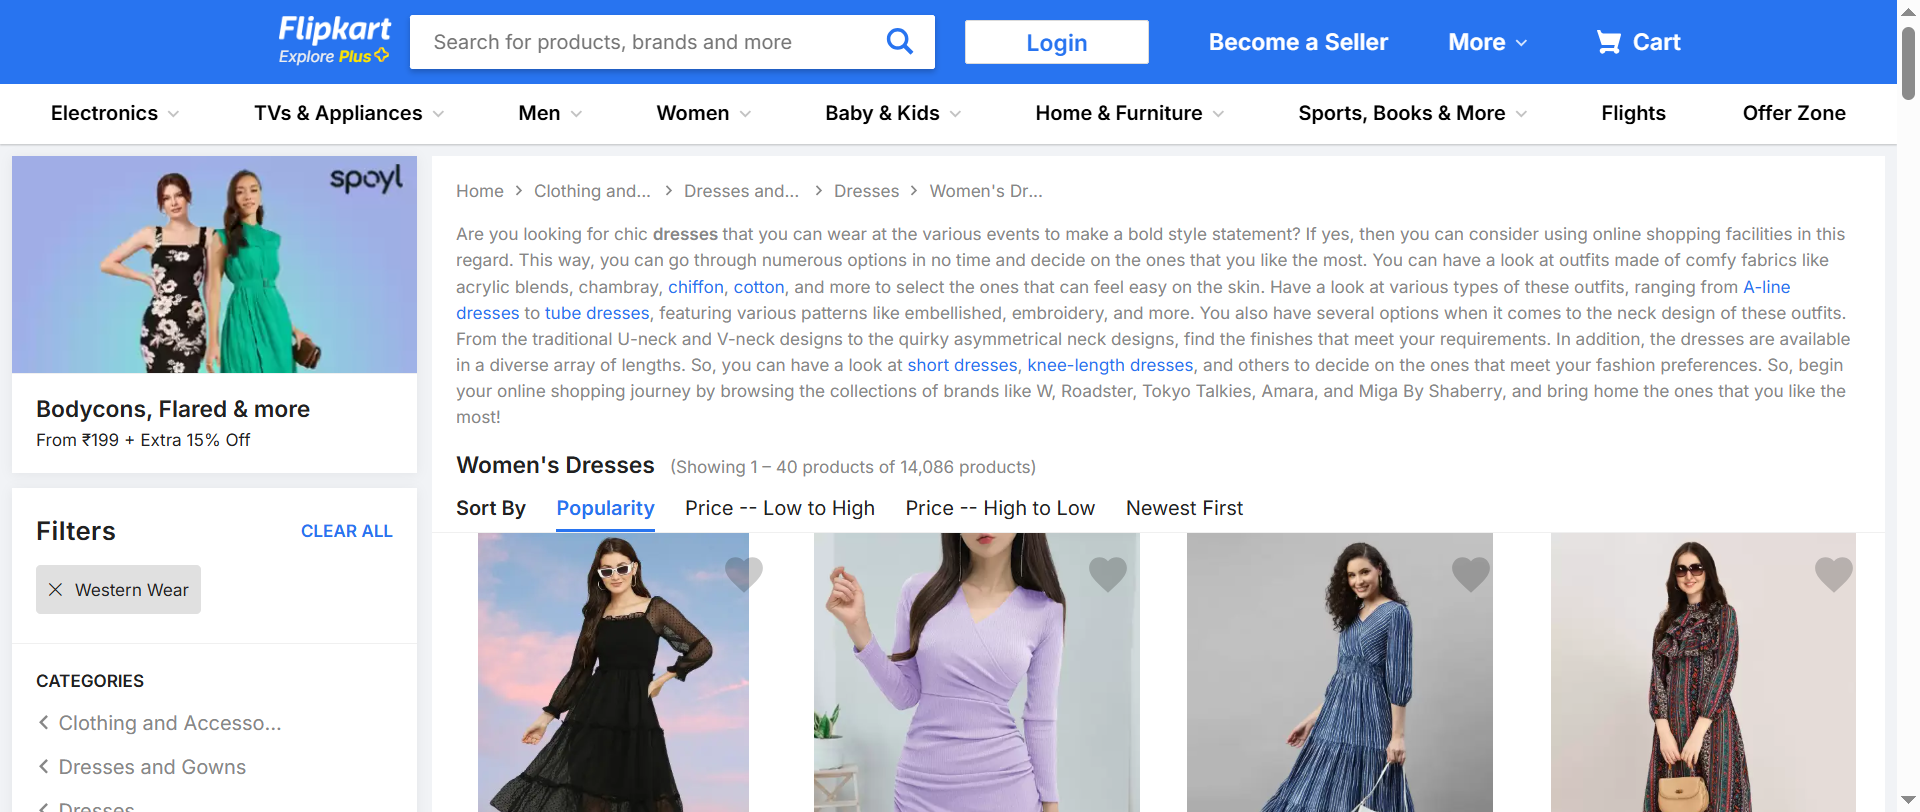 Flipkart
Explore Plus
Search for products, brands and more
Login
Become a Seller
More
Cart
Electronics
TVs & Appliances
Men
Women
Baby & Kids
Home & Furniture
Sports, Books & More
Flights
Offer Zone
spoyl
Bodycons, Flared & more
From ₹199 + Extra 15% Off
Filters
CLEAR ALL
Western Wear
CATEGORIES
Clothing and Accesso...
Dresses and Gowns
Dresses
Home
Clothing and...
Dresses and...
Dresses
Women's Dr...
Are you looking for chic dresses that you can wear at the various events to make a bold style statement? If yes, then you can consider using online shopping facilities in this
regard. This way, you can go through numerous options in no time and decide on the ones that you like the most. You can have a look at outfits made of comfy fabrics like
acrylic blends, chambray, chiffon, cotton, and more to select the ones that can feel easy on the skin. Have a look at various types of these outfits, ranging from A-line
dresses to tube dresses, featuring various patterns like embellished, embroidery, and more. You also have several options when it comes to the neck design of these outfits.
From the traditional U-neck and V-neck designs to the quirky asymmetrical neck designs, find the finishes that meet your requirements. In addition, the dresses are available
in a diverse array of lengths. So, you can have a look at short dresses, knee-length dresses, and others to decide on the ones that meet your fashion preferences. So, begin
your online shopping journey by browsing the collections of brands like W, Roadster, Tokyo Talkies, Amara, and Miga By Shaberry, and bring home the ones that you like the
most!
Women's Dresses (Showing 1 – 40 products of 14,086 products)
Sort By
Popularity
Price -- Low to High
Price -- High to Low
Newest First